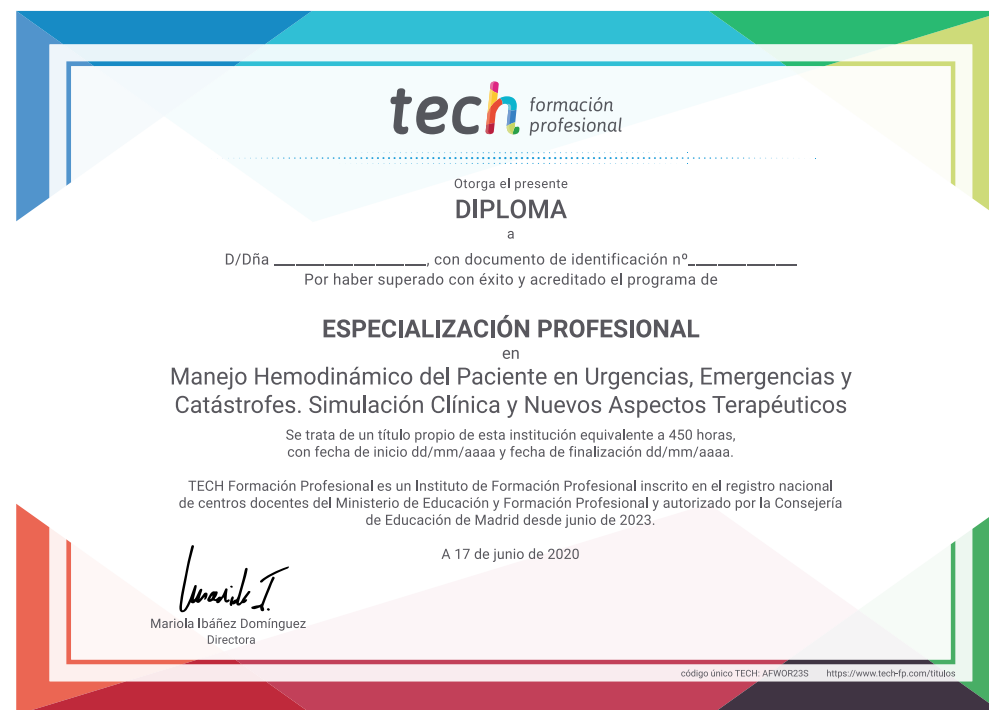 tech formación
profesional
Otorga el presente
DIPLOMA
a
D/Dña ____________________, con documento de identificación nº______________
Por haber superado con éxito y acreditado el programa de
ESPECIALIZACIÓN PROFESIONAL
en
Manejo Hemodinámico del Paciente en Urgencias, Emergencias y
Catástrofes. Simulación Clínica y Nuevos Aspectos Terapéuticos
Se trata de un título propio de esta institución equivalente a 450 horas,
con fecha de inicio dd/mm/aaaa y fecha de finalización dd/mm/aaaa.
TECH Formación Profesional es un Instituto de Formación Profesional inscrito en el registro nacional
de centros docentes del Ministerio de Educación y Formación Profesional y autorizado por la Consejería
de Educación de Madrid desde junio de 2023.
A 17 de junio de 2020
Mariola I.
Mariola Ibáñez Domínguez
Directora
código único TECH: AFWOR23S https://www.tech-fp.com/titulos